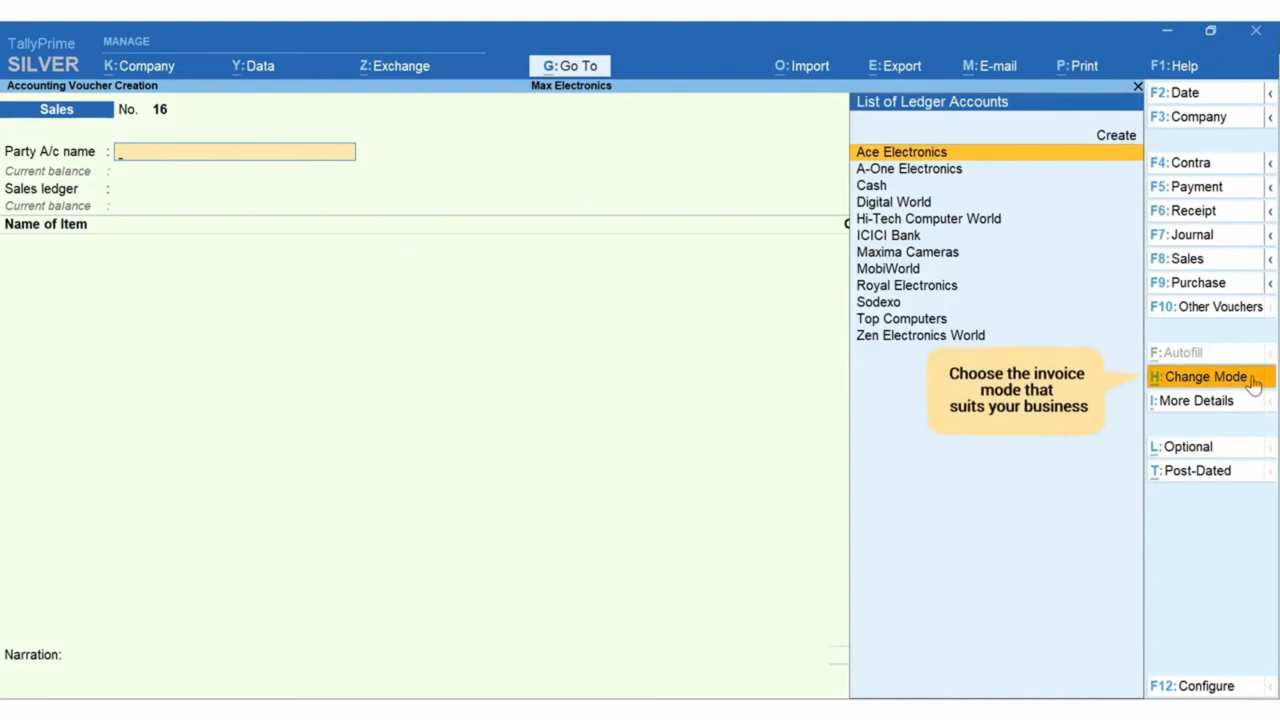 TallyPrime
MANAGE
SILVER
K:Company
Y:Data
Z:Exchange
G:Go To
O:Import
E:Export
M:E-mail
P:Print
F1:Help
Accounting Voucher Creation
Max Electronics
Sales No. 16
Party A/c name :
Current balance :
Sales ledger :
Current balance :
Name of Item
Narration:
List of Ledger Accounts
Create
Ace Electronics
A-One Electronics
Cash
Digital World
Hi-Tech Computer World
ICICI Bank
Maxima Cameras
MobiWorld
Royal Electronics
Sodexo
Top Computers
Zen Electronics World
Choose the invoice
mode that
suits your business
F2:Date
F3:Company
F4:Contra
F5:Payment
F6:Receipt
F7:Journal
F8:Sales
F9:Purchase
F10:Other Vouchers
F:Autofill
H:Change Mode
I:More Details
L:Optional
T:Post-Dated
F12:Configure